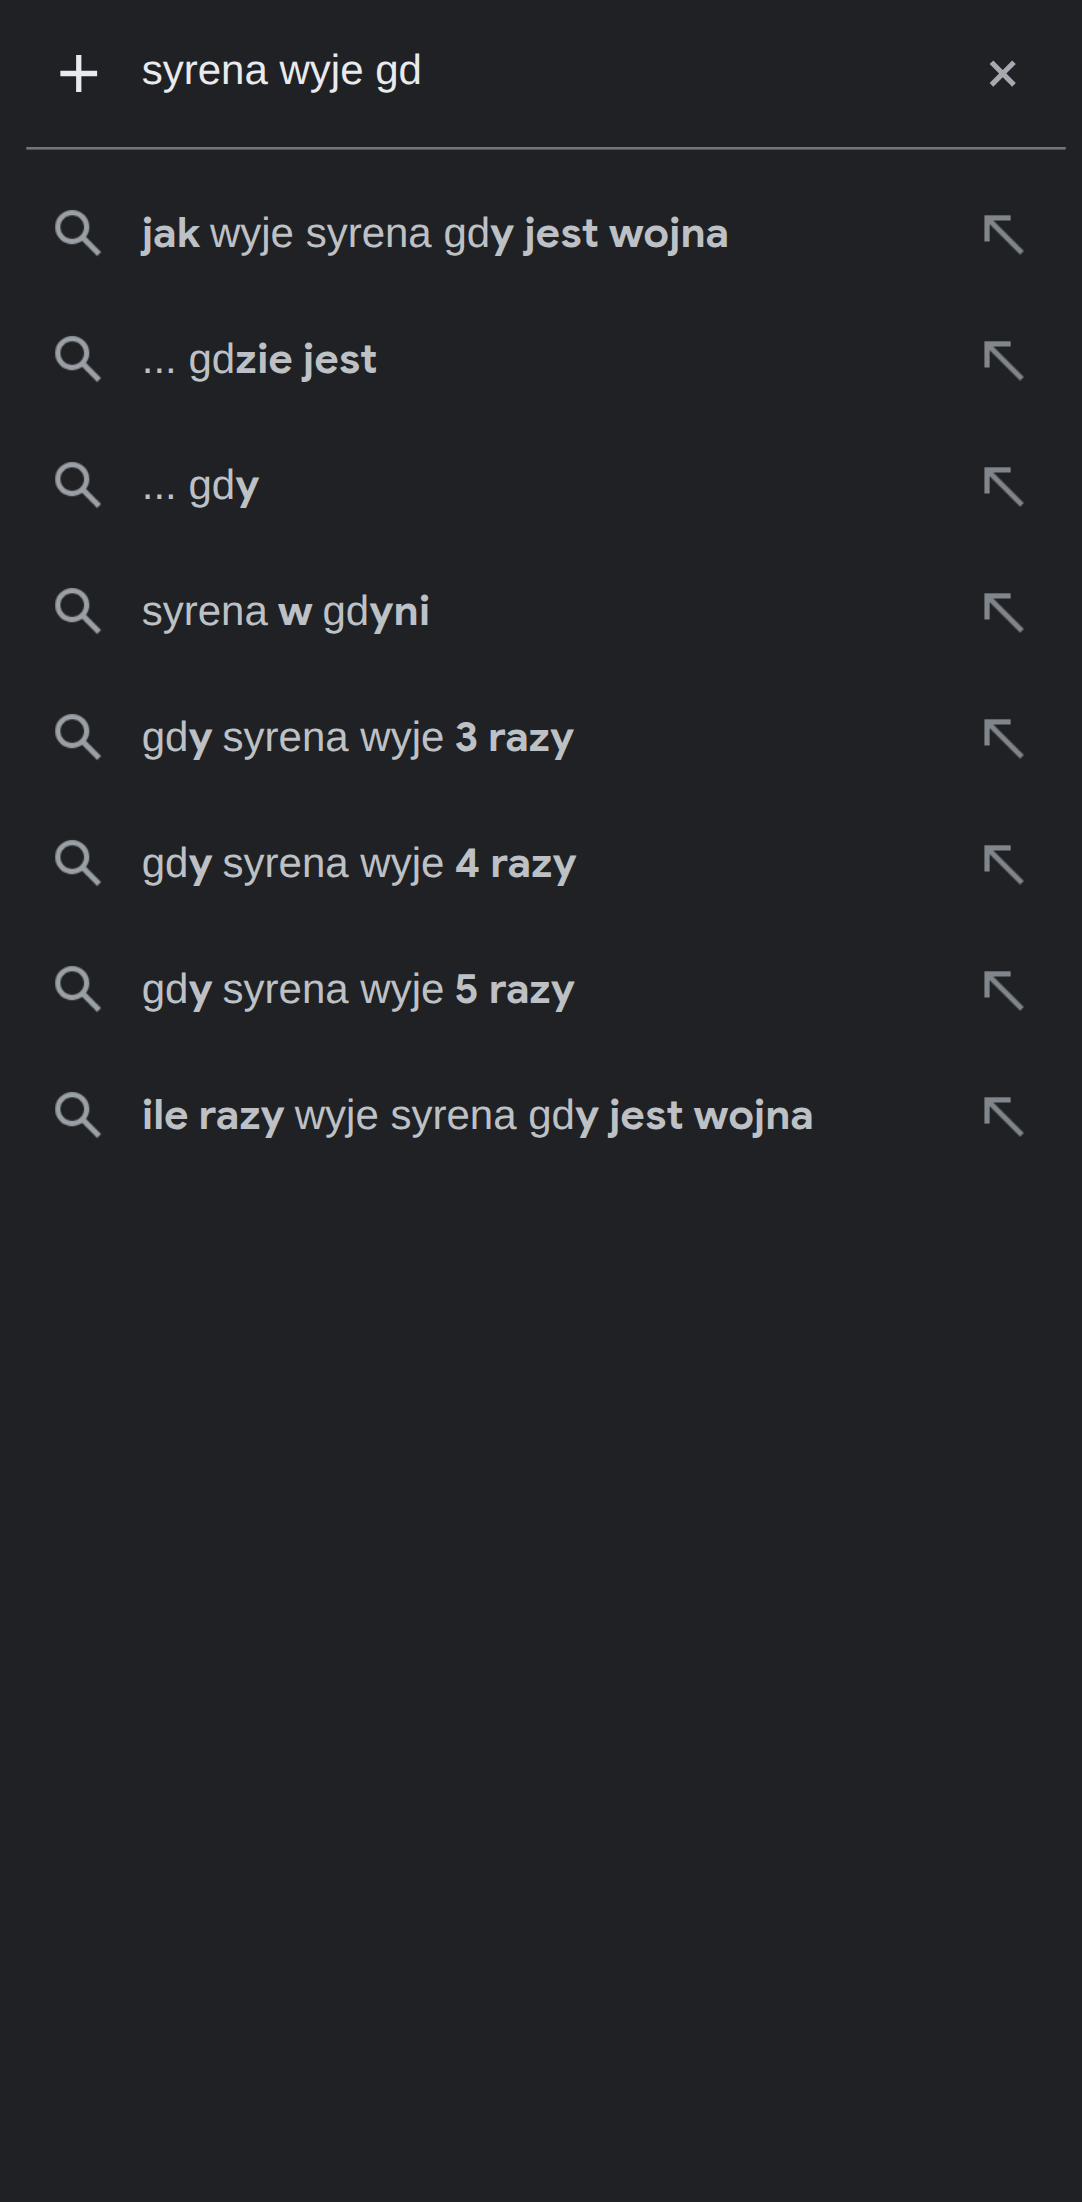 syrena wyje gd
jak wyje syrena gdy jest wojna
... gdzie jest
... gdy
syrena w gdyni
gdy syrena wyje 3 razy
gdy syrena wyje 4 razy
gdy syrena wyje 5 razy
ile razy wyje syrena gdy jest wojna